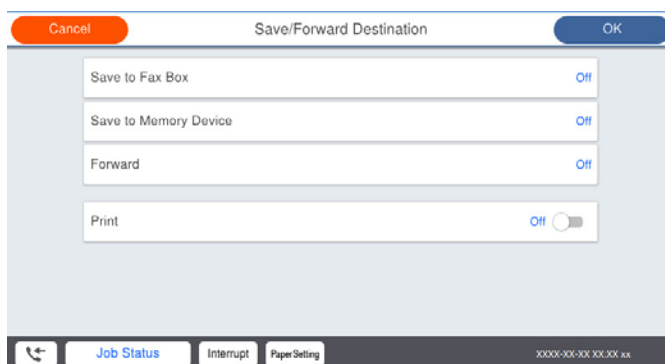 Cancel Save/Forward Destination OK
Save to Fax Box Off
Save to Memory Device Off
Forward Off
Print Off
Job Status Interrupt Paper Setting XXXX-XX-XX XX:XX xx